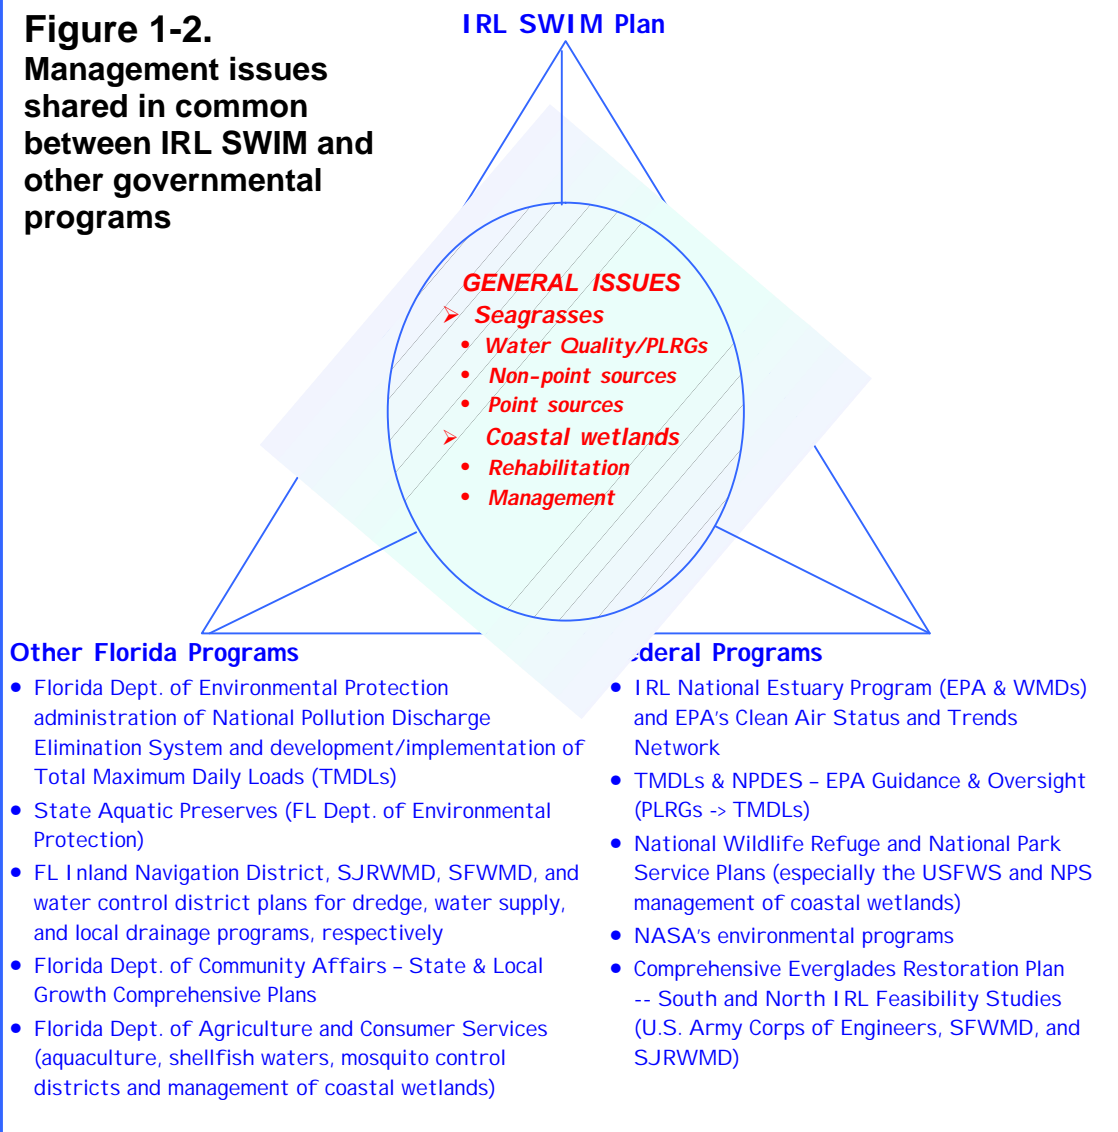 Figure 1-2.
Management issues
shared in common
between IRL SWIM and
other governmental
programs
IRL SWIM Plan
GENERAL ISSUES
➢ Seagrasses
• Water Quality/PLRGs
• Non-point sources
• Point sources
➢ Coastal wetlands
• Rehabilitation
• Management
Other Florida Programs
• Florida Dept. of Environmental Protection
administration of National Pollution Discharge
Elimination System and development/implementation of
Total Maximum Daily Loads (TMDLs)
• State Aquatic Preserves (FL Dept. of Environmental
Protection)
• FL Inland Navigation District, SJRWMD, SFWMD, and
water control district plans for dredge, water supply,
and local drainage programs, respectively
• Florida Dept. of Community Affairs – State & Local
Growth Comprehensive Plans
• Florida Dept. of Agriculture and Consumer Services
(aquaculture, shellfish waters, mosquito control
districts and management of coastal wetlands)
ederal Programs
• IRL National Estuary Program (EPA & WMDs)
and EPA's Clean Air Status and Trends
Network
• TMDLs & NPDES – EPA Guidance & Oversight
(PLRGs -> TMDLs)
• National Wildlife Refuge and National Park
Service Plans (especially the USFWS and NPS
management of coastal wetlands)
• NASA's environmental programs
• Comprehensive Everglades Restoration Plan
-- South and North IRL Feasibility Studies
(U.S. Army Corps of Engineers, SFWMD, and
SJRWMD)